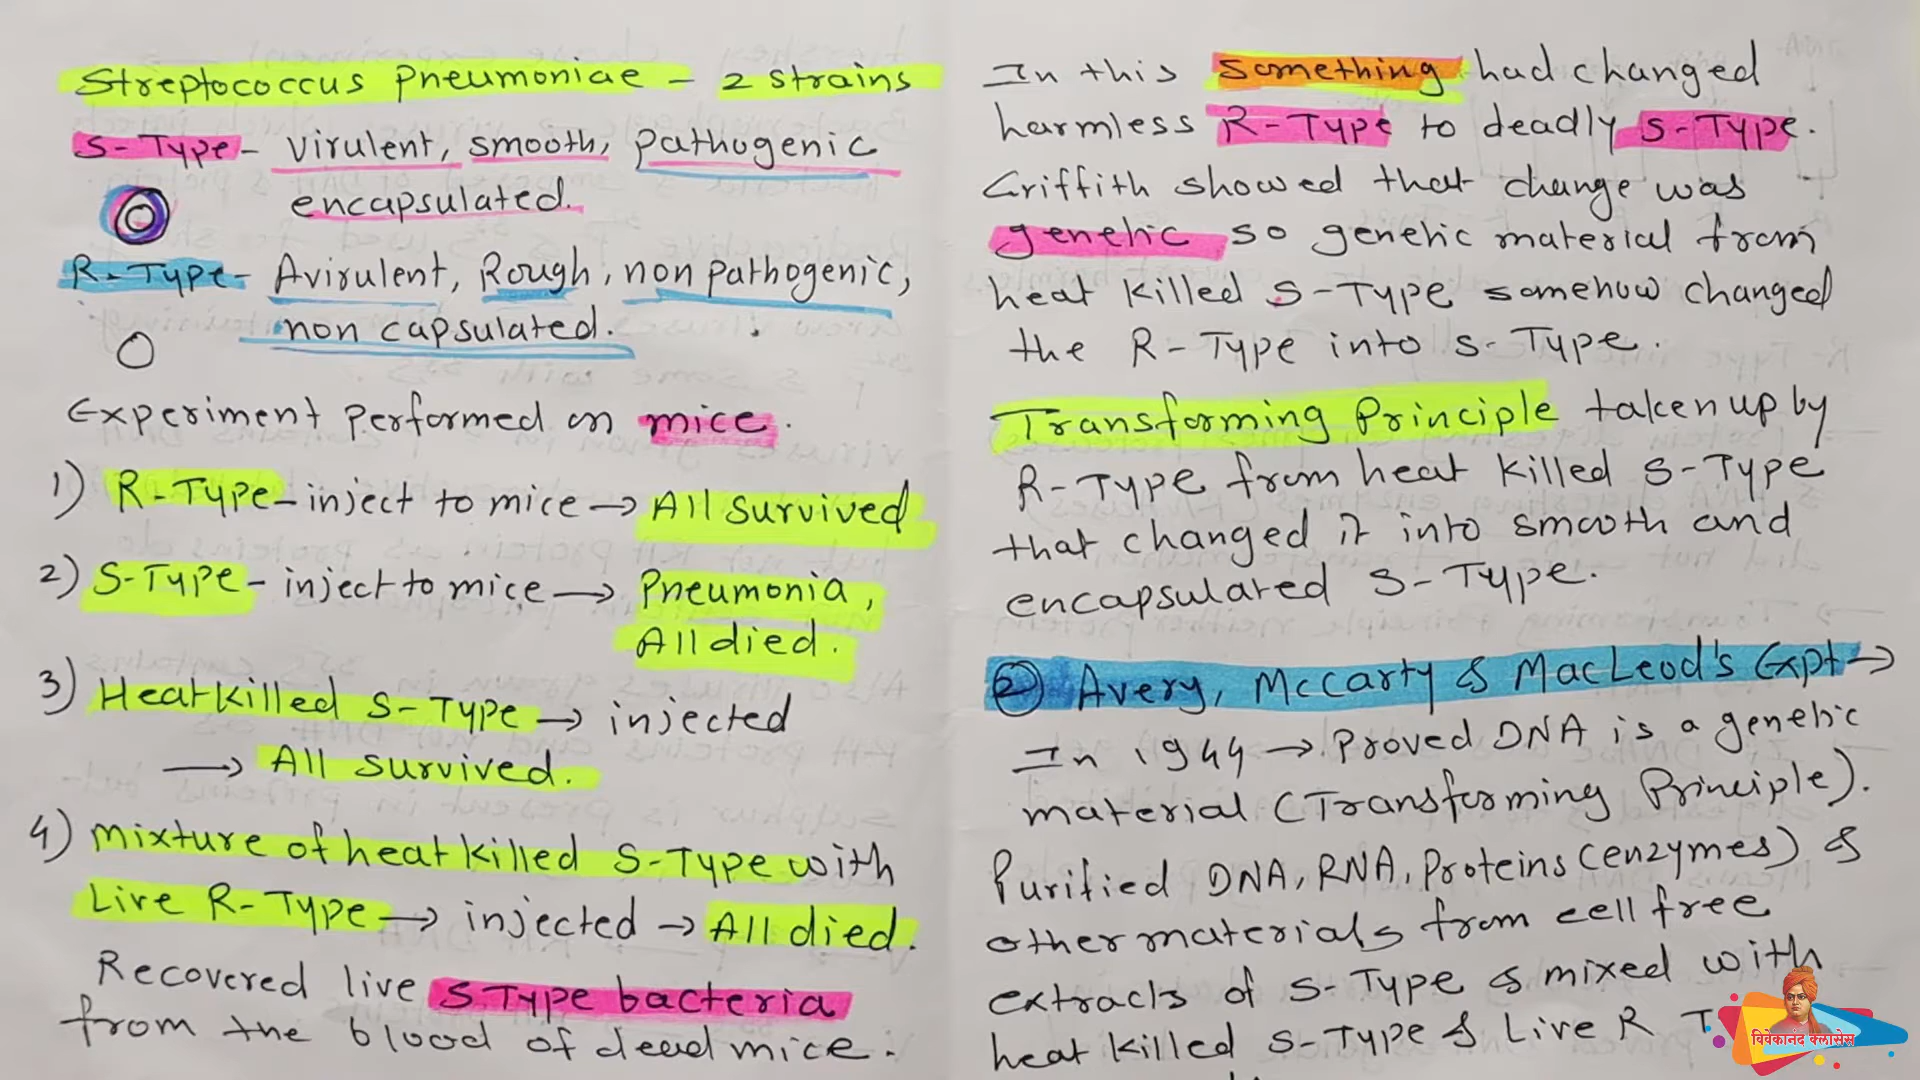 Streptococcus Pneumoniae - 2 strains
S-Type - Virulent, smooth, pathogenic
encapsulated.
R-Type - Avirulent, Rough, non pathogenic,
non capsulated.
Experiment performed on mice.
1) R-Type - inject to mice → All survived
2) S-Type - inject to mice → Pneumonia,
All died.
3) Heat killed S-Type → injected
→ All survived.
4) Mixture of heat killed S-Type with
Live R-Type → injected → All died.
Recovered live S Type bacteria
from the blood of dead mice.
In this something had changed
harmless R-Type to deadly S-Type.
Griffith showed that change was
genetic so genetic material from
heat killed S-Type somehow changed
the R-Type into S-Type.
Transforming Principle taken up by
R-Type from heat killed S-Type
that changed it into smooth and
encapsulated S-Type.
② Avery, McCarty & MacLeod's Expt →
In 1944 → Proved DNA is a genetic
material (Transforming Principle).
Purified DNA, RNA, Proteins (enzymes) &
other materials from cell free
extracts of S-Type & mixed with
heat killed S-Type & Live R T
विवेकानंद क्लासेस